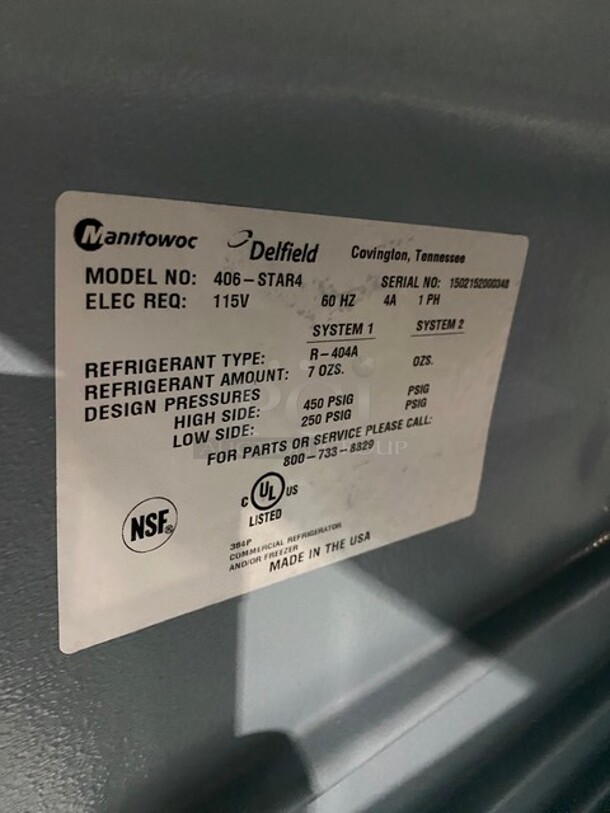 Manitowoc Delfield Covington, Tennessee
MODEL NO: 406-STAR4 SERIAL NO: 1502152000348
ELEC REQ: 115V 60 HZ 4A 1 PH
SYSTEM 1 SYSTEM 2
REFRIGERANT TYPE: R-404A
REFRIGERANT AMOUNT: 7 OZS. OZS.
DESIGN PRESSURES
HIGH SIDE: 450 PSIG PSIG
LOW SIDE: 250 PSIG PSIG
FOR PARTS OR SERVICE PLEASE CALL:
800-733-8829
C UL US
LISTED
NSF®
384P
COMMERCIAL REFRIGERATOR
AND/OR FREEZER
MADE IN THE USA